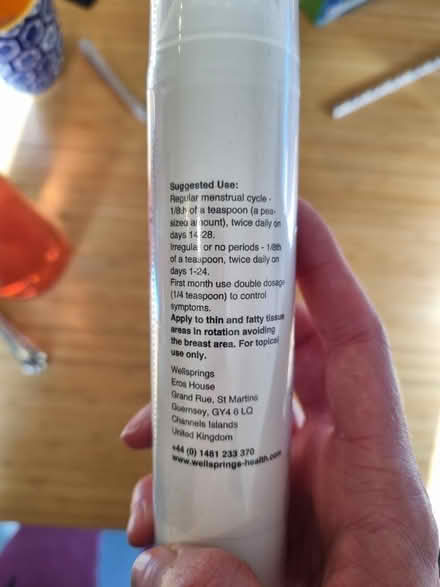 Suggested Use:
Regular menstrual cycle -
1/8th of a teaspoon (a pea-
sized amount), twice daily on
days 14-28.
Irregular or no periods - 1/8th
of a teaspoon, twice daily on
days 1-24.
First month use double dosage
(1/4 teaspoon) to control
symptoms.
Apply to thin and fatty tissue
areas in rotation avoiding
the breast area. For topical
use only.
Wellsprings
Eros House
Grand Rue, St Martins
Guernsey, GY4 6 LQ
Channels Islands
United Kingdom
+44 (0) 1481 233 370
www.wellsprings-health.com